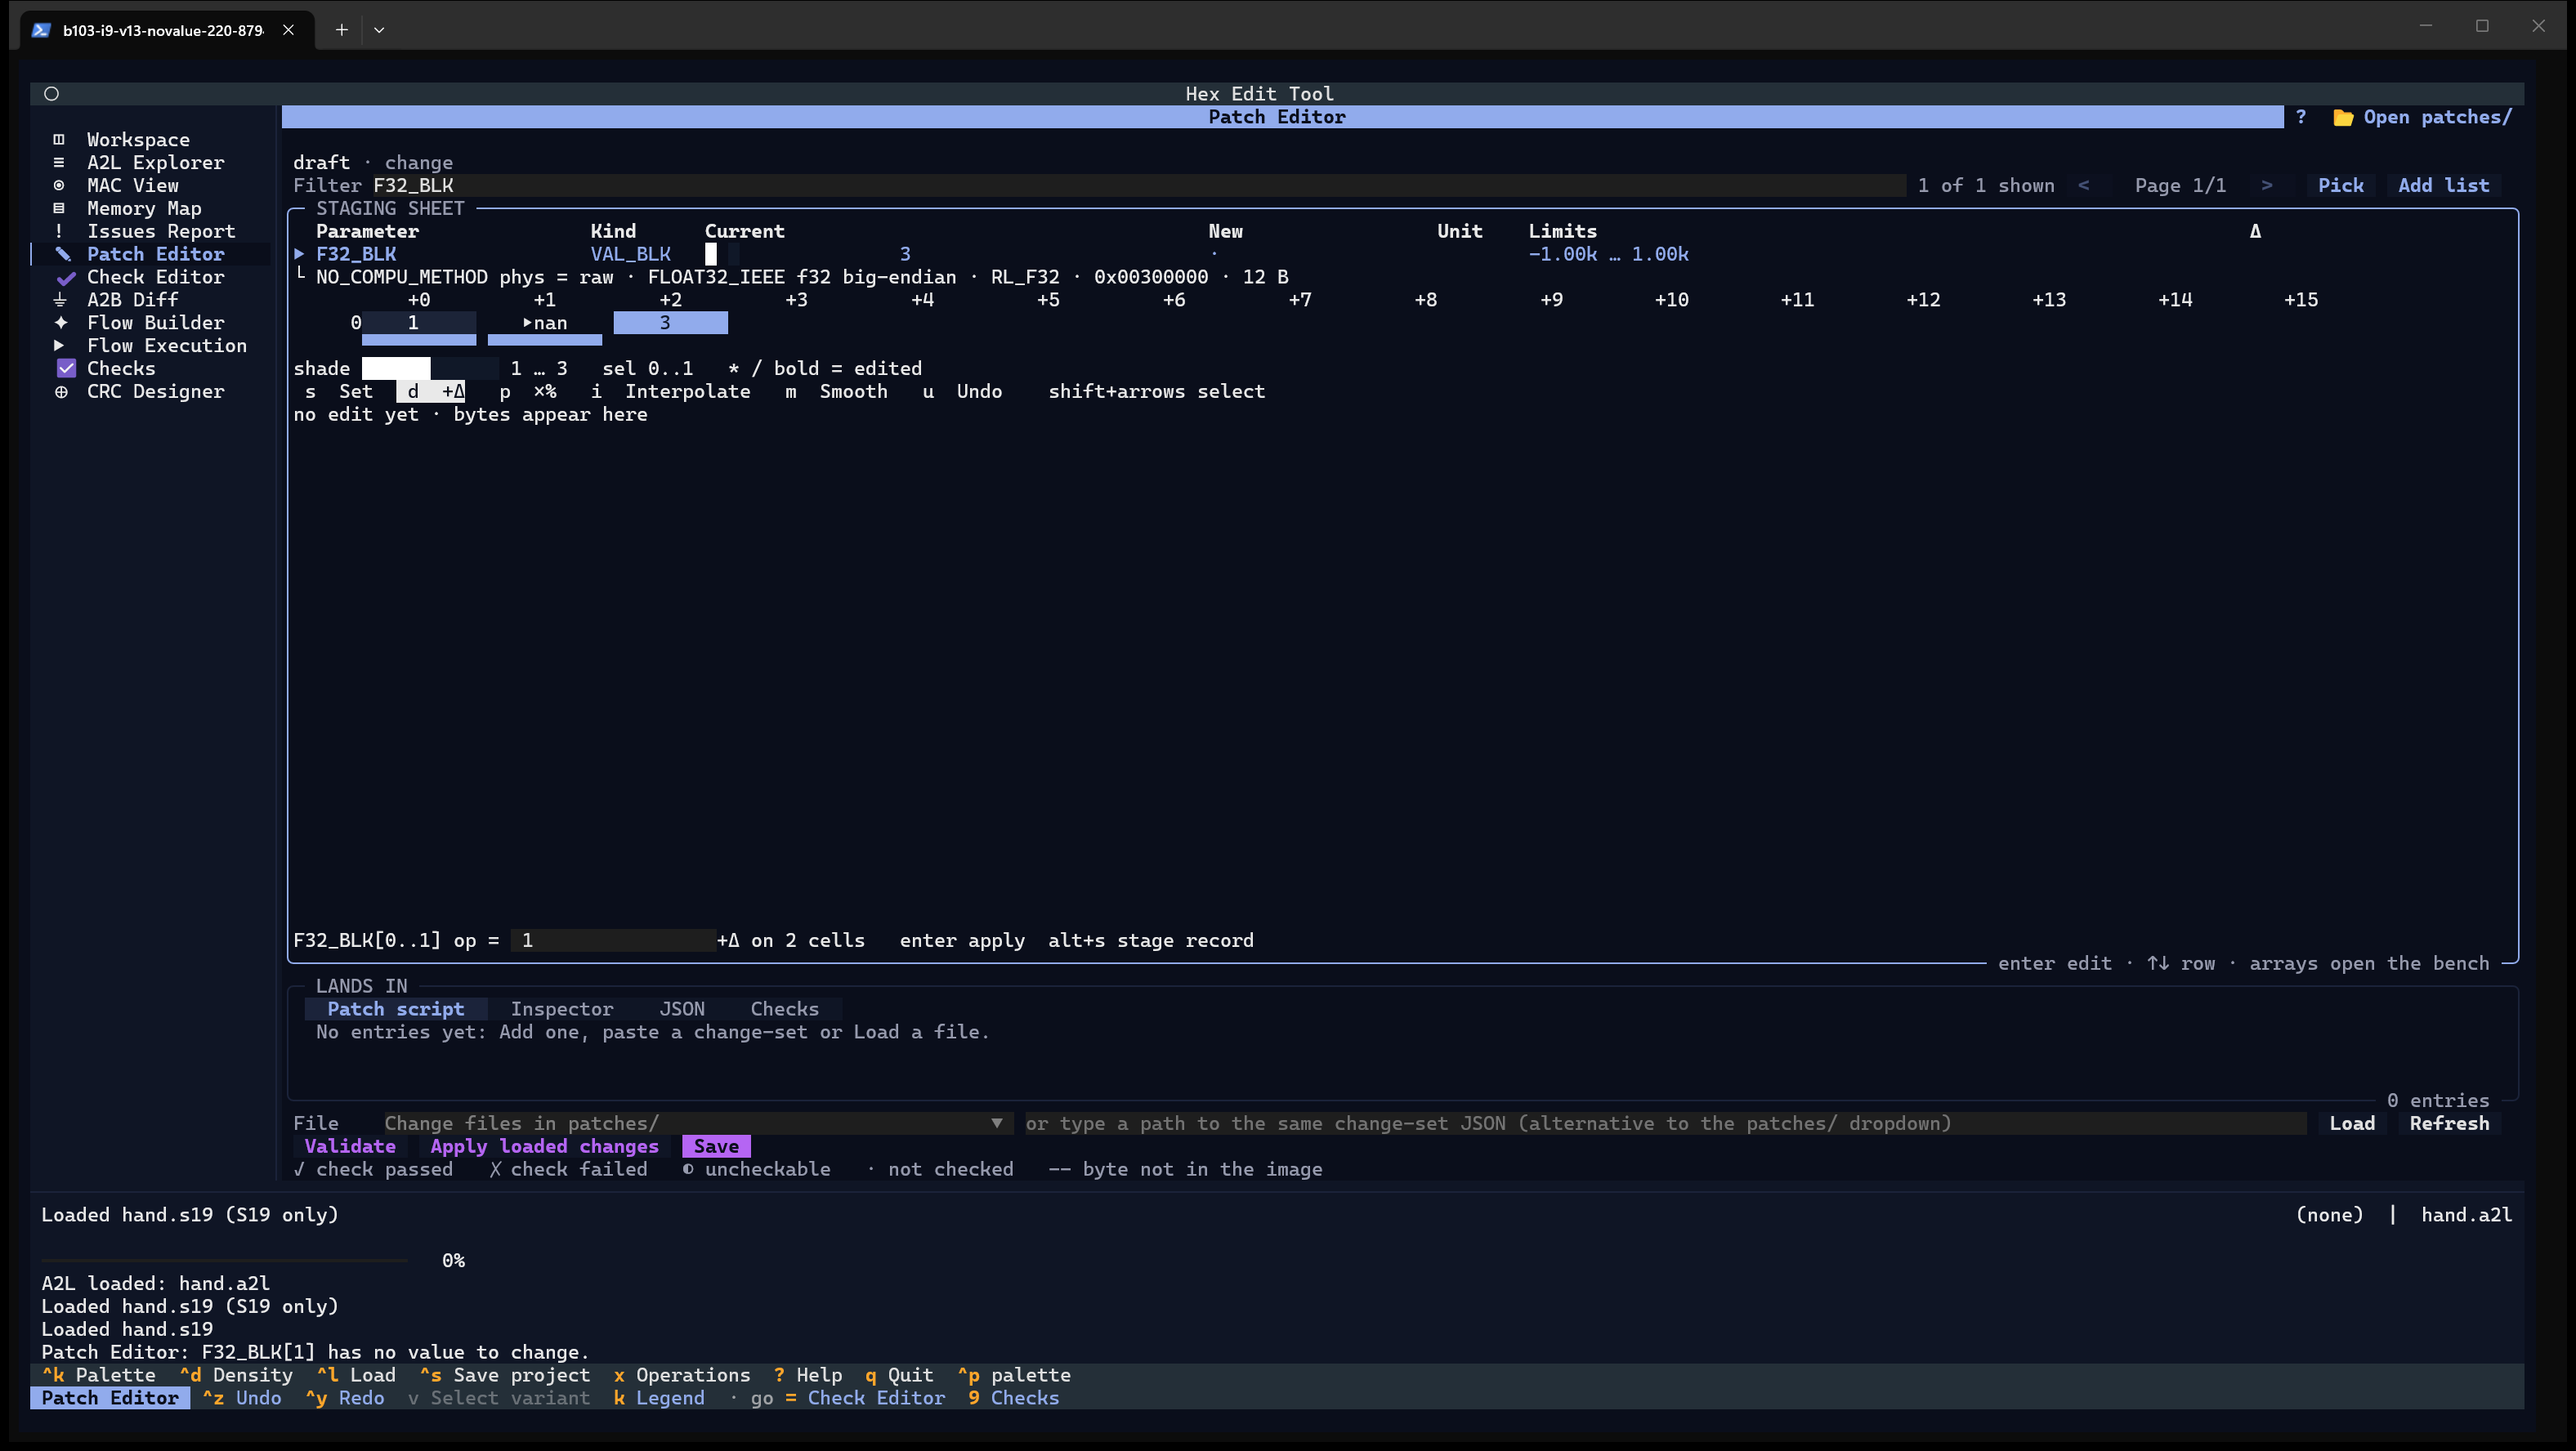 b103-i9-v13-novalue-220-879
Hex Edit Tool
Patch Editor ? Open patches/
Workspace
A2L Explorer
MAC View
Memory Map
! Issues Report
Patch Editor
Check Editor
A2B Diff
Flow Builder
Flow Execution
Checks
CRC Designer
draft · change
Filter F32_BLK 1 of 1 shown < Page 1/1 > Pick Add list
STAGING SHEET
Parameter Kind Current New Unit Limits Δ
▶ F32_BLK VAL_BLK 3 · −1.00k … 1.00k
└ NO_COMPU_METHOD phys = raw · FLOAT32_IEEE f32 big-endian · RL_F32 · 0x00300000 · 12 B
+0 +1 +2 +3 +4 +5 +6 +7 +8 +9 +10 +11 +12 +13 +14 +15
0 1 ▶nan 3
shade 1 … 3 sel 0..1 * / bold = edited
s Set d +Δ p ×% i Interpolate m Smooth u Undo shift+arrows select
no edit yet · bytes appear here
F32_BLK[0..1] op = 1 +Δ on 2 cells enter apply alt+s stage record
enter edit · ↑↓ row · arrays open the bench
LANDS IN
Patch script Inspector JSON Checks
No entries yet: Add one, paste a change-set or Load a file.
0 entries
File Change files in patches/ ▼ or type a path to the same change-set JSON (alternative to the patches/ dropdown) Load Refresh
Validate Apply loaded changes Save
√ check passed ╳ check failed ◐ uncheckable · not checked -- byte not in the image
Loaded hand.s19 (S19 only) (none) | hand.a2l
0%
A2L loaded: hand.a2l
Loaded hand.s19 (S19 only)
Loaded hand.s19
Patch Editor: F32_BLK[1] has no value to change.
^k Palette ^d Density ^l Load ^s Save project x Operations ? Help q Quit ^p palette
Patch Editor ^z Undo ^y Redo v Select variant k Legend · go = Check Editor 9 Checks